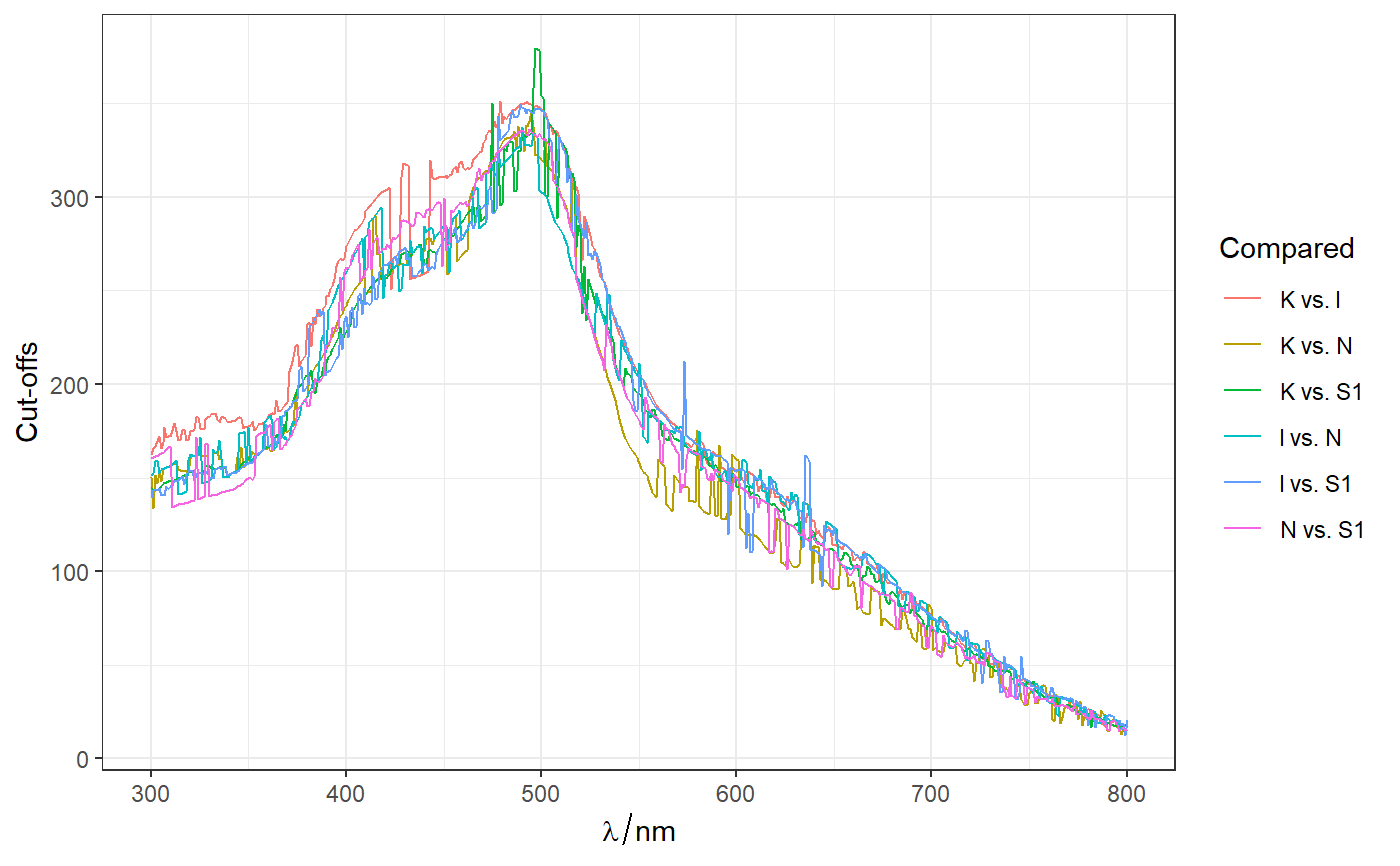 Cut-offs
300
200
100
0
300
400
500
600
700
800
λ/nm
Compared
K vs. I
K vs. N
K vs. S1
I vs. N
I vs. S1
N vs. S1